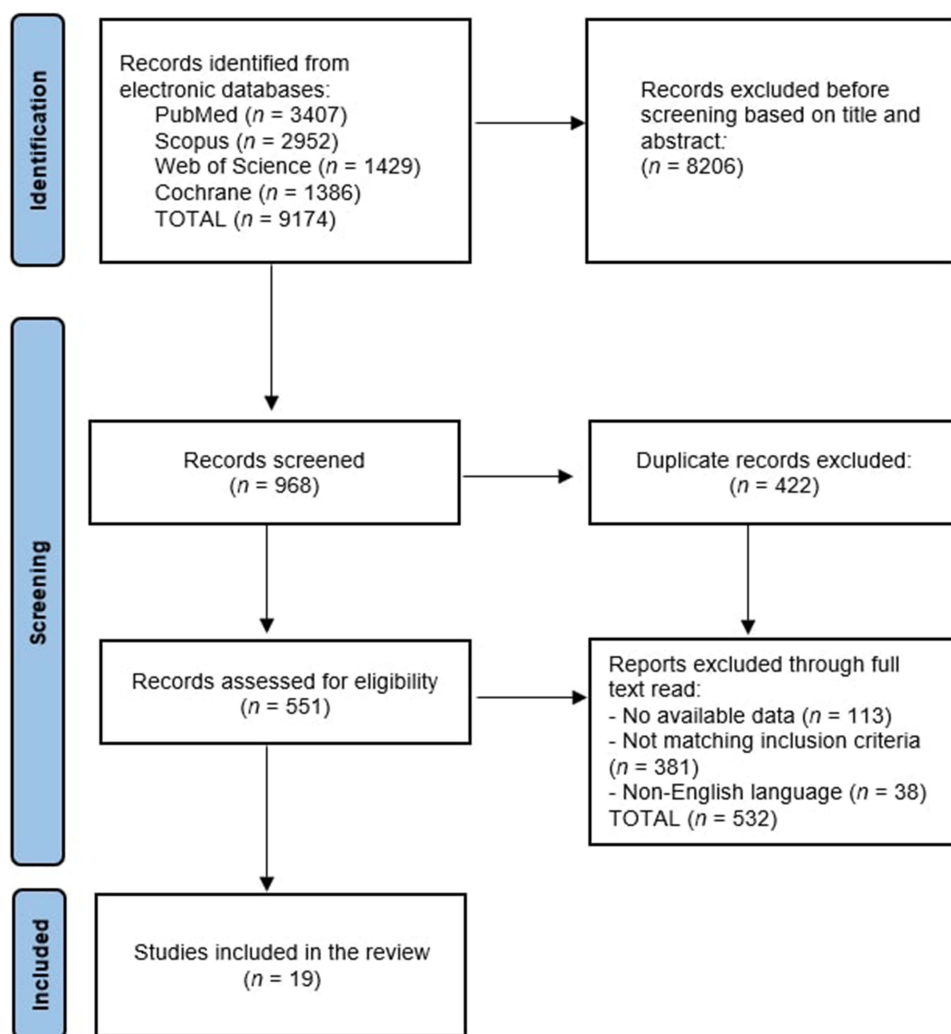 Identification
Records identified from
electronic databases:
PubMed (n = 3407)
Scopus (n = 2952)
Web of Science (n = 1429)
Cochrane (n = 1386)
TOTAL (n = 9174)
Records excluded before
screening based on title and
abstract:
(n = 8206)
Screening
Records screened
(n = 968)
Duplicate records excluded:
(n = 422)
Records assessed for eligibility
(n = 551)
Reports excluded through full
text read:
- No available data (n = 113)
- Not matching inclusion criteria
(n = 381)
- Non-English language (n = 38)
TOTAL (n = 532)
Included
Studies included in the review
(n = 19)